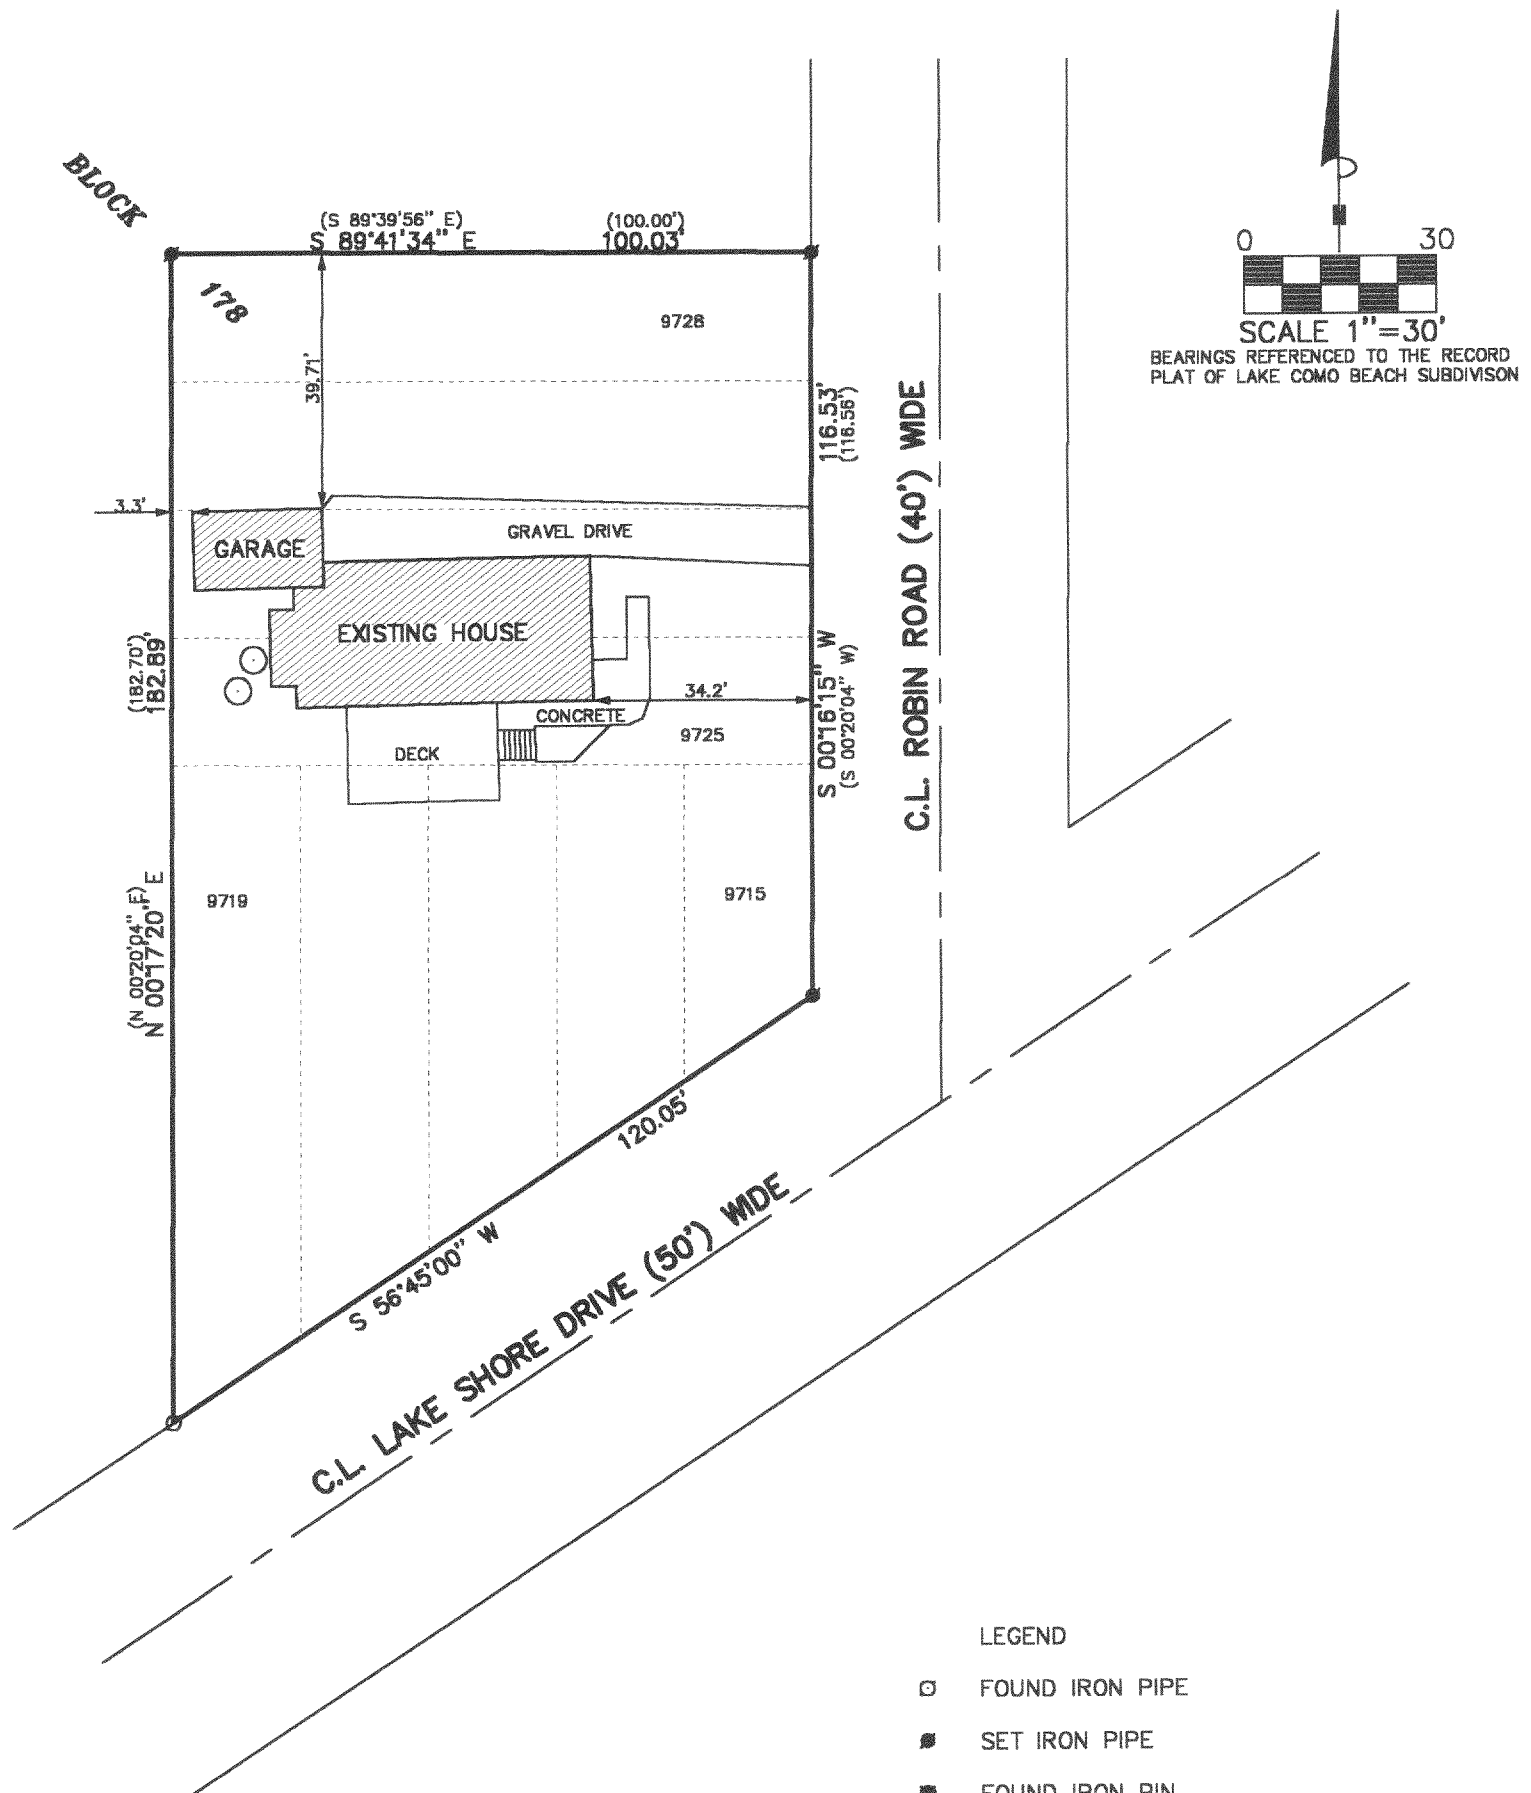 BLOCK
178
(S 89°39'56" E)
S 89°41'34" E
(100.00')
100.03'
0
30
SCALE 1"=30'
BEARINGS REFERENCED TO THE RECORD
PLAT OF LAKE COMO BEACH SUBDIVISON
9728
39.71'
116.53'
(116.56')
3.3'
GRAVEL DRIVE
GARAGE
EXISTING HOUSE
(182.70')
182.89'
34.2'
CONCRETE
9725
DECK
S 00°16'15" W
(S 00°20'04" W)
C.L. ROBIN ROAD (40') WIDE
9719
9715
(N 00°20'04" E)
N 00°17'20" E
120.05'
S 56°45'00" W
C.L. LAKE SHORE DRIVE (50') WIDE
LEGEND
FOUND IRON PIPE
SET IRON PIPE
FOUND IRON PIN